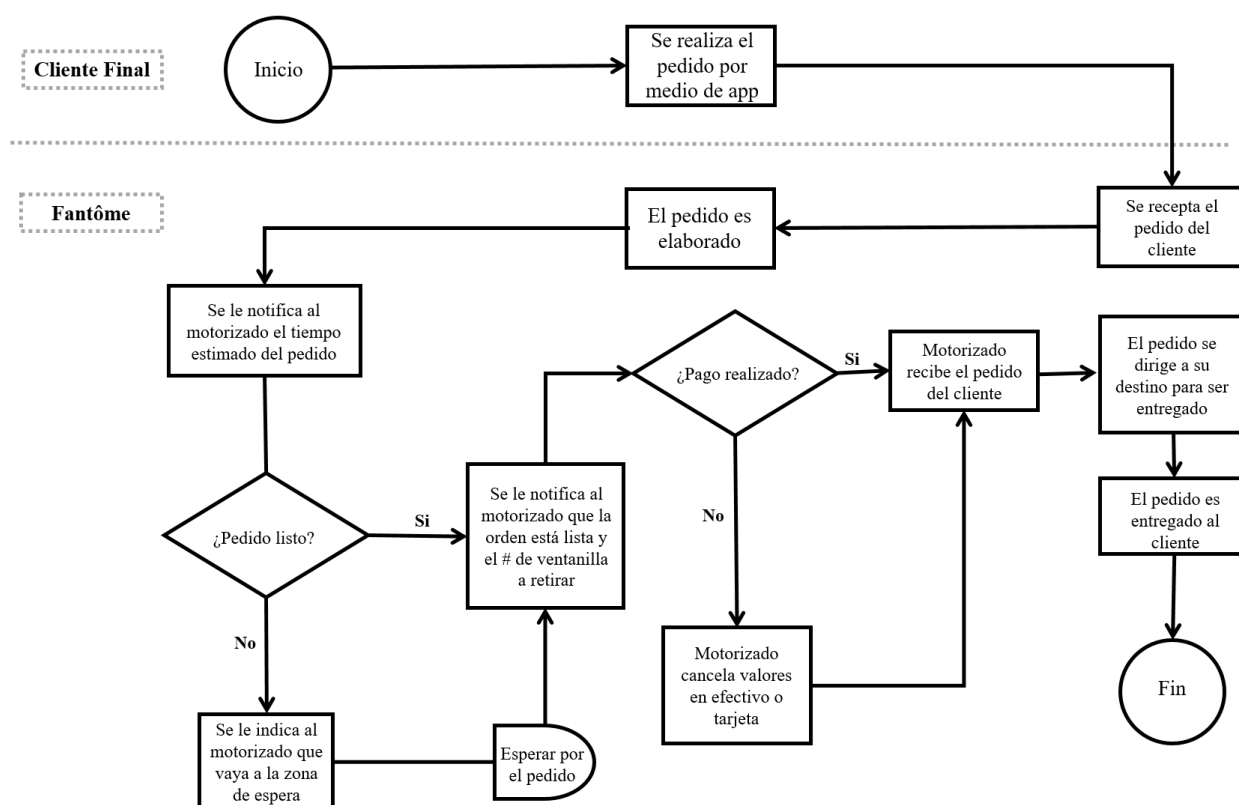 Cliente Final
Inicio
Se realiza el
pedido por
medio de app
Fantôme
El pedido es
elaborado
Se recepta el
pedido del
cliente
Se le notifica al
motorizado el tiempo
estimado del pedido
¿Pago realizado?
Si
Motorizado
recibe el pedido
del cliente
El pedido se
dirige a su
destino para ser
entregado
¿Pedido listo?
Si
Se le notifica al
motorizado que la
orden está lista y
el # de ventanilla
a retirar
No
El pedido es
entregado al
cliente
No
Se le indica al
motorizado que
vaya a la zona
de espera
Esperar por
el pedido
Motorizado
cancela valores
en efectivo o
tarjeta
Fin